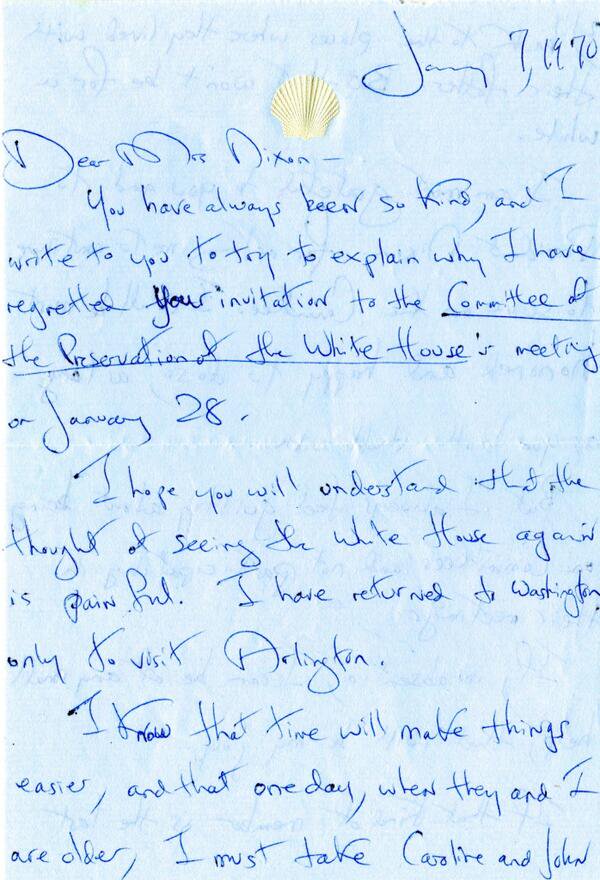 January 7, 1970
Dear Mrs Nixon —
You have always been so kind, and I
write to you to try to explain why I have
regretted your invitation to the Committee of
the Preservation of the White House's meeting
on January 28.
I hope you will understand that the
thought of seeing the White House again
is painful. I have returned to Washington
only to visit Arlington.
I know that time will make things
easier, and that one day, when they and I
are older, I must take Caroline and John